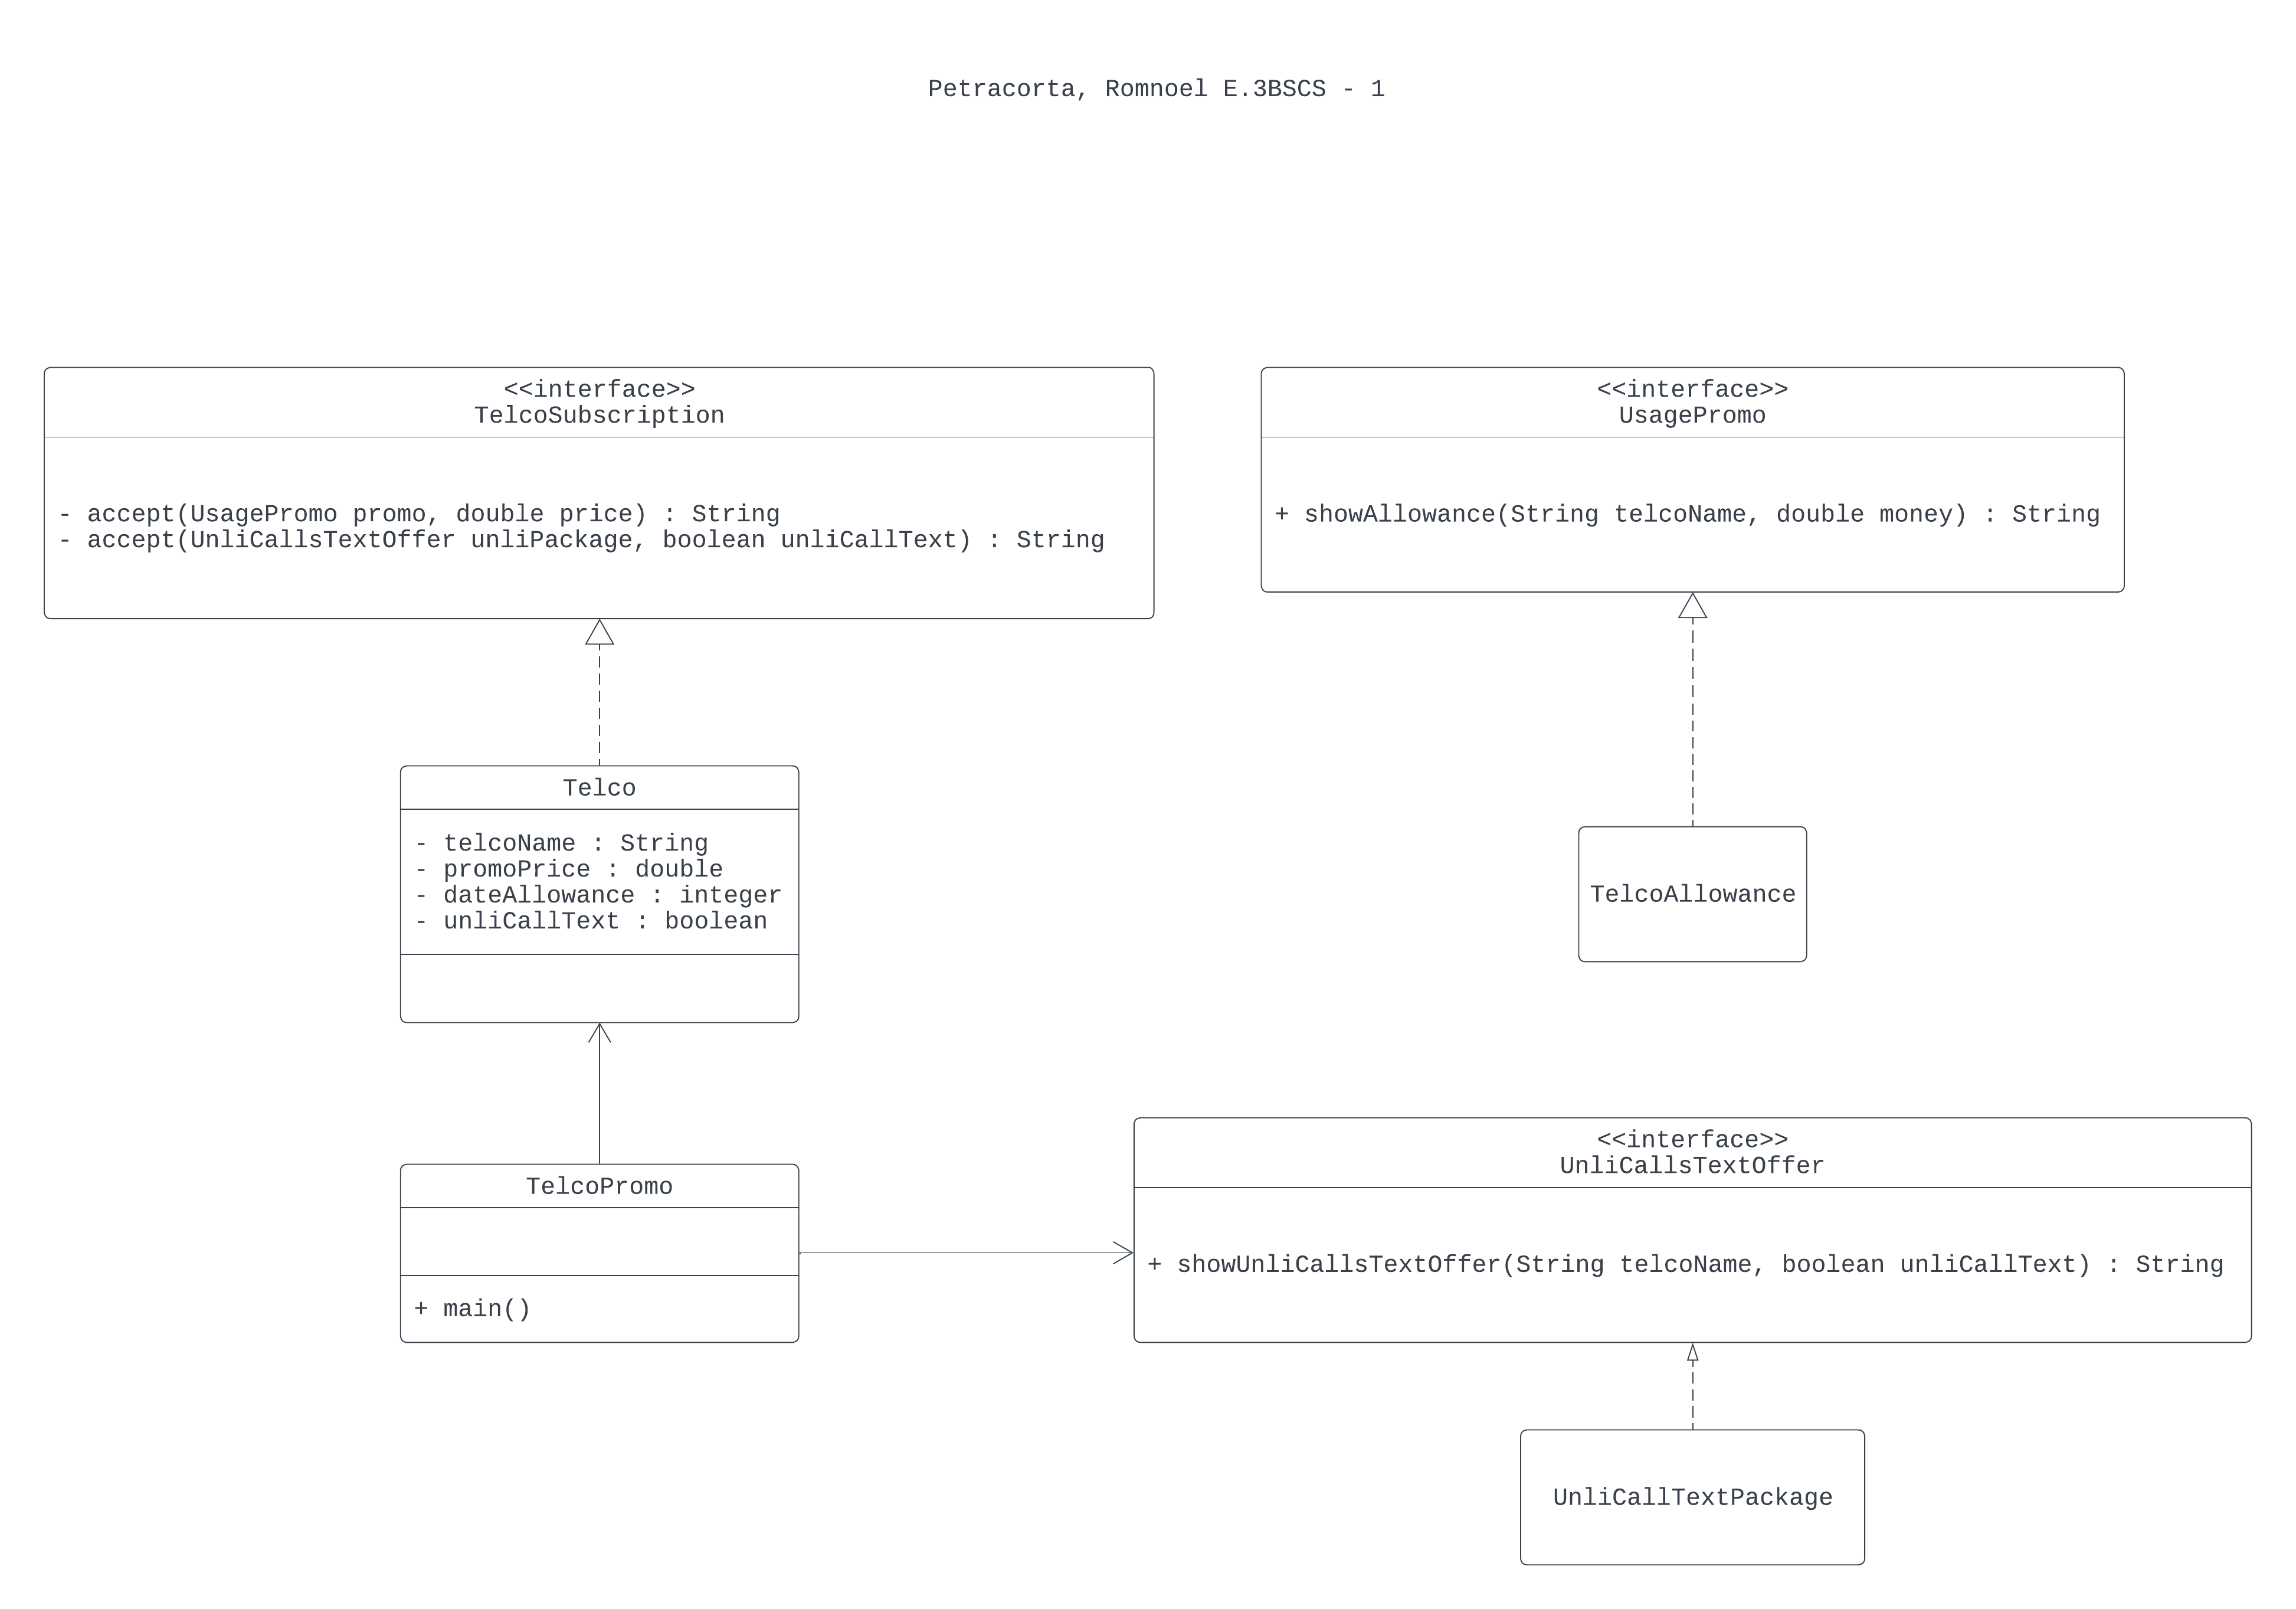 Petracorta, Romnoel E.3BSCS - 1
<<interface>>
TelcoSubscription
- accept(UsagePromo promo, double price) : String
- accept(UnliCallsTextOffer unliPackage, boolean unliCallText) : String
<<interface>>
UsagePromo
+ showAllowance(String telcoName, double money) : String
Telco
- telcoName : String
- promoPrice : double
- dateAllowance : integer
- unliCallText : boolean
TelcoAllowance
TelcoPromo
+ main()
<<interface>>
UnliCallsTextOffer
+ showUnliCallsTextOffer(String telcoName, boolean unliCallText) : String
UnliCallTextPackage